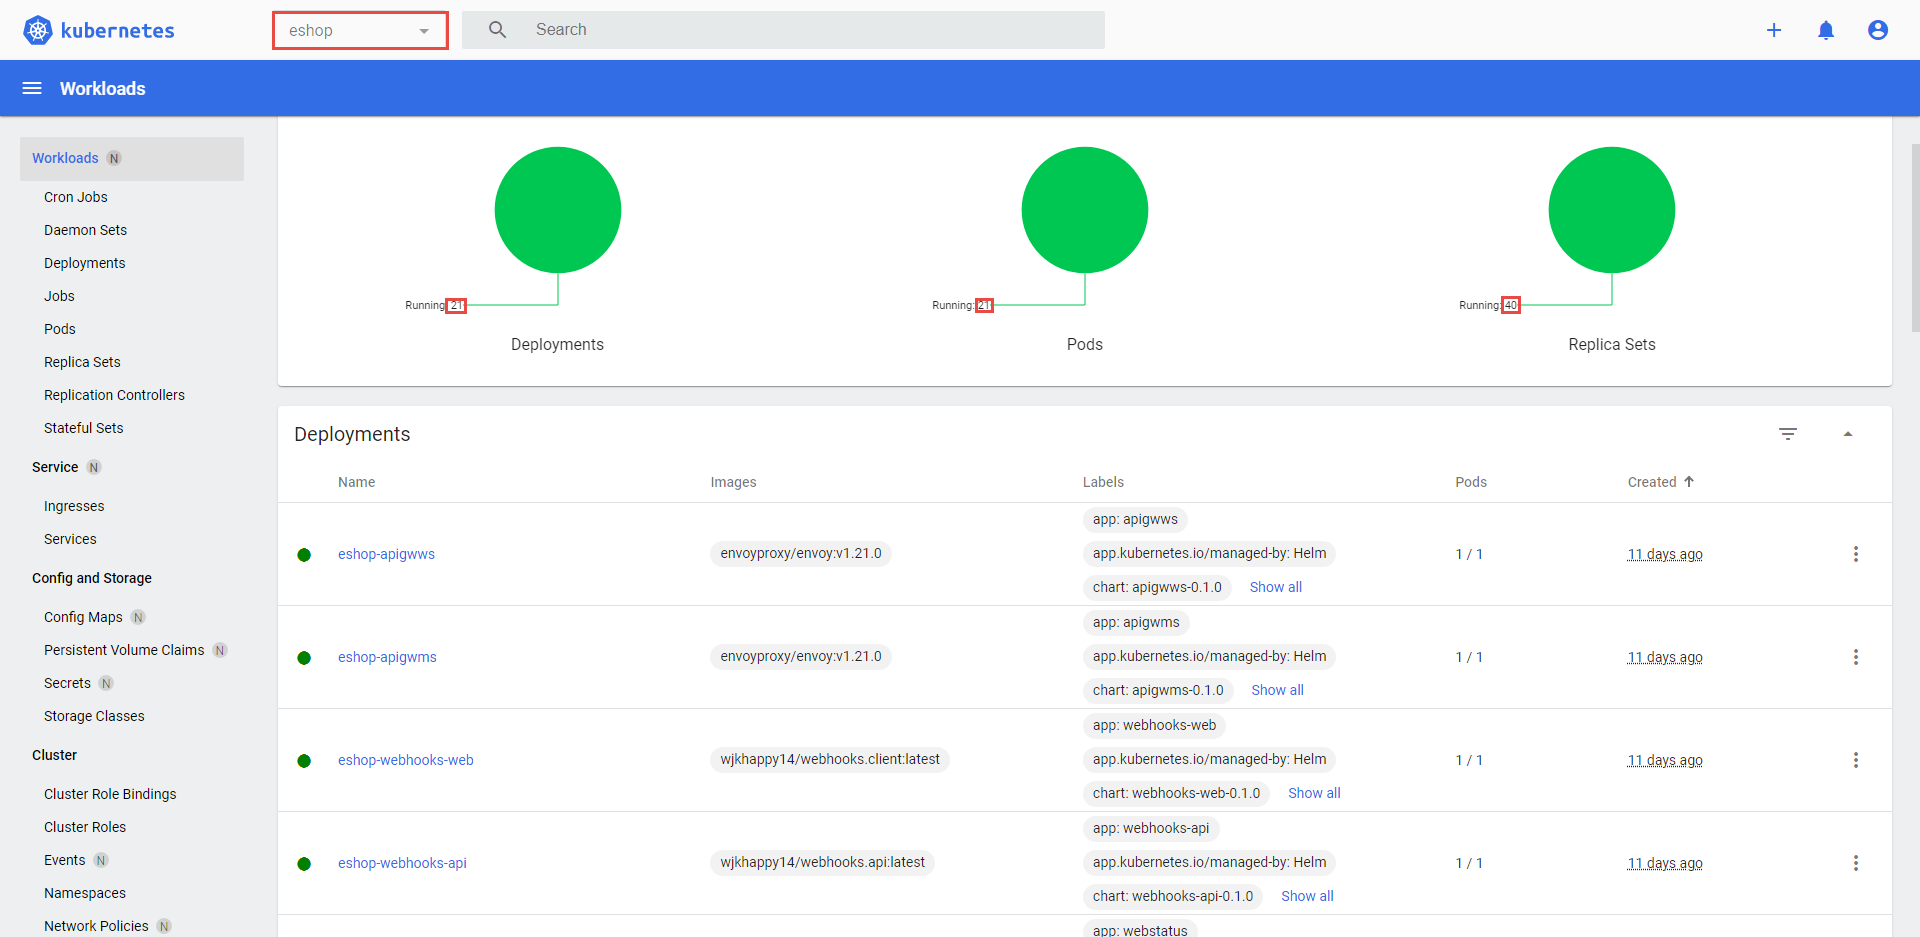 kubernetes
eshop
Search
Workloads
Workloads N
Cron Jobs
Daemon Sets
Deployments
Jobs
Pods
Replica Sets
Replication Controllers
Stateful Sets
Service N
Ingresses
Services
Config and Storage
Config Maps N
Persistent Volume Claims N
Secrets N
Storage Classes
Cluster
Cluster Role Bindings
Cluster Roles
Events N
Namespaces
Network Policies N
Running: 21
Deployments
Running: 21
Pods
Running: 40
Replica Sets
Deployments
Name Images Labels Pods Created
eshop-apigwws envoyproxy/envoy:v1.21.0
app: apigwws
app.kubernetes.io/managed-by: Helm
chart: apigwws-0.1.0 Show all
1 / 1 11 days ago
eshop-apigwms envoyproxy/envoy:v1.21.0
app: apigwms
app.kubernetes.io/managed-by: Helm
chart: apigwms-0.1.0 Show all
1 / 1 11 days ago
eshop-webhooks-web wjkhappy14/webhooks.client:latest
app: webhooks-web
app.kubernetes.io/managed-by: Helm
chart: webhooks-web-0.1.0 Show all
1 / 1 11 days ago
eshop-webhooks-api wjkhappy14/webhooks.api:latest
app: webhooks-api
app.kubernetes.io/managed-by: Helm
chart: webhooks-api-0.1.0 Show all
1 / 1 11 days ago
app: webstatus